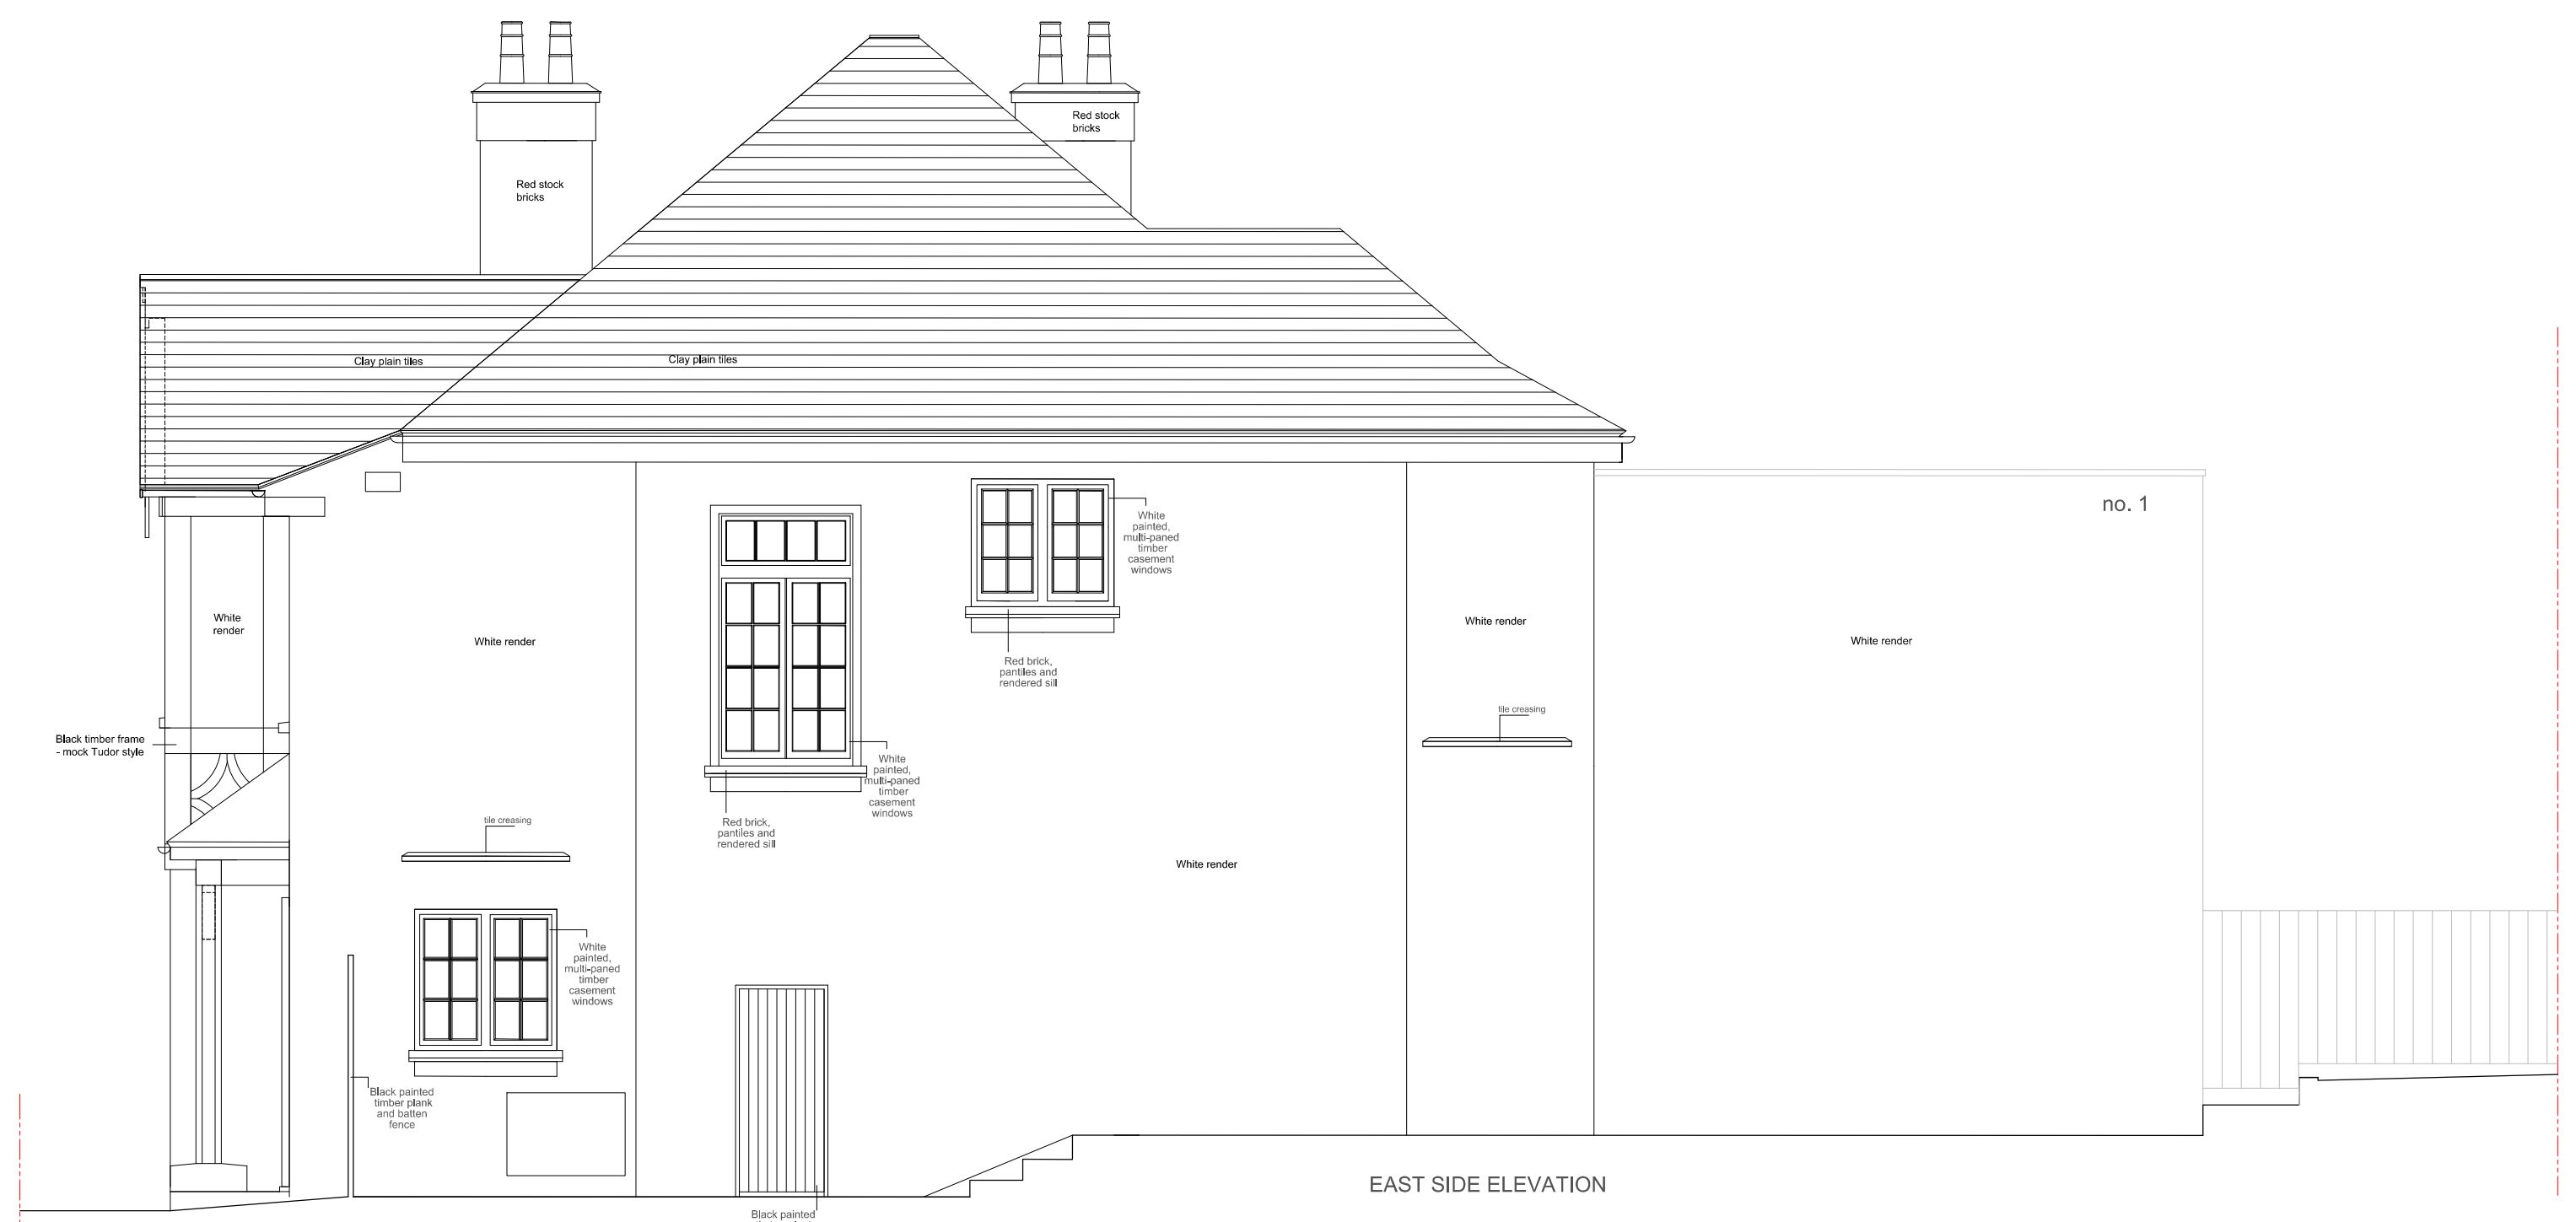 Red stock
bricks
Red stock
bricks
Clay plain tiles
Clay plain tiles
no. 1
White
painted,
multi-paned
timber
casement
windows
White
render
White render
White render
White render
Red brick,
pantiles and
rendered sill
tile creasing
Black timber frame
- mock Tudor style
White
painted,
multi-paned
timber
casement
windows
Red brick,
pantiles and
rendered sill
tile creasing
White render
White
painted,
multi-paned
timber
casement
windows
Black painted
timber plank
and batten
fence
EAST SIDE ELEVATION
Black painted